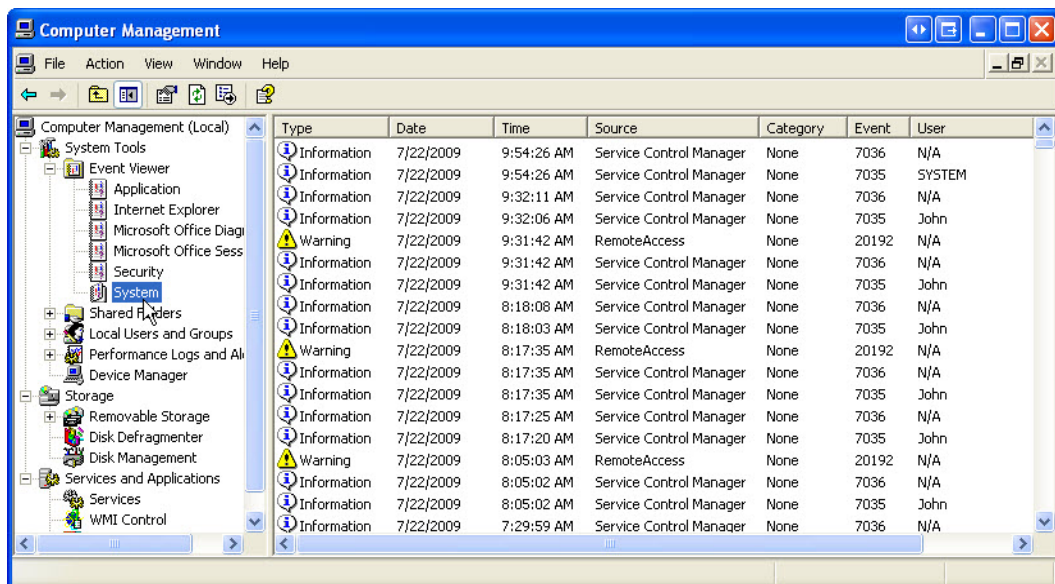 Computer Management
File Action View Window Help
Computer Management (Local)
System Tools
Event Viewer
Application
Internet Explorer
Microsoft Office Diag
Microsoft Office Sess
Security
System
Shared Folders
Local Users and Groups
Performance Logs and Al
Device Manager
Storage
Removable Storage
Disk Defragmenter
Disk Management
Services and Applications
Services
WMI Control
Type Date Time Source Category Event User
Information 7/22/2009 9:54:26 AM Service Control Manager None 7036 N/A
Information 7/22/2009 9:54:26 AM Service Control Manager None 7035 SYSTEM
Information 7/22/2009 9:32:11 AM Service Control Manager None 7036 N/A
Information 7/22/2009 9:32:06 AM Service Control Manager None 7035 John
Warning 7/22/2009 9:31:42 AM RemoteAccess None 20192 N/A
Information 7/22/2009 9:31:42 AM Service Control Manager None 7036 N/A
Information 7/22/2009 9:31:42 AM Service Control Manager None 7035 John
Information 7/22/2009 8:18:08 AM Service Control Manager None 7036 N/A
Information 7/22/2009 8:18:03 AM Service Control Manager None 7035 John
Warning 7/22/2009 8:17:35 AM RemoteAccess None 20192 N/A
Information 7/22/2009 8:17:35 AM Service Control Manager None 7036 N/A
Information 7/22/2009 8:17:35 AM Service Control Manager None 7035 John
Information 7/22/2009 8:17:25 AM Service Control Manager None 7036 N/A
Information 7/22/2009 8:17:20 AM Service Control Manager None 7035 John
Warning 7/22/2009 8:05:03 AM RemoteAccess None 20192 N/A
Information 7/22/2009 8:05:02 AM Service Control Manager None 7036 N/A
Information 7/22/2009 8:05:02 AM Service Control Manager None 7035 John
Information 7/22/2009 7:29:59 AM Service Control Manager None 7036 N/A